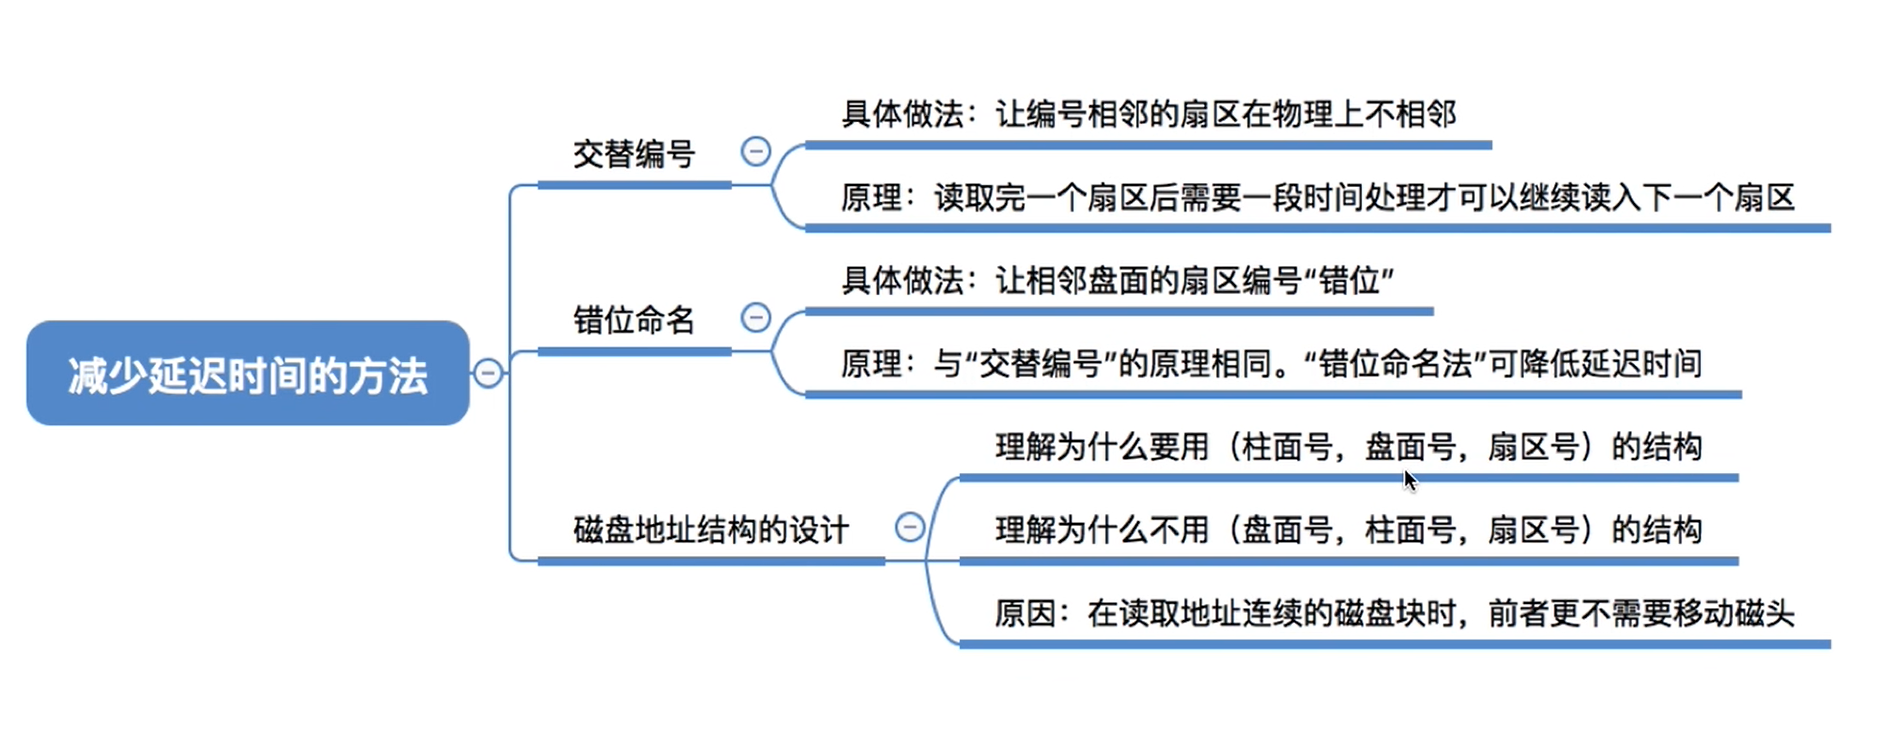 减少延迟时间的方法
交替编号
具体做法：让编号相邻的扇区在物理上不相邻
原理：读取完一个扇区后需要一段时间处理才可以继续读入下一个扇区
错位命名
具体做法：让相邻盘面的扇区编号“错位”
原理：与“交替编号”的原理相同。“错位命名法”可降低延迟时间
磁盘地址结构的设计
理解为什么要用（柱面号，盘面号，扇区号）的结构
理解为什么不用（盘面号，柱面号，扇区号）的结构
原因：在读取地址连续的磁盘块时，前者更不需要移动磁头